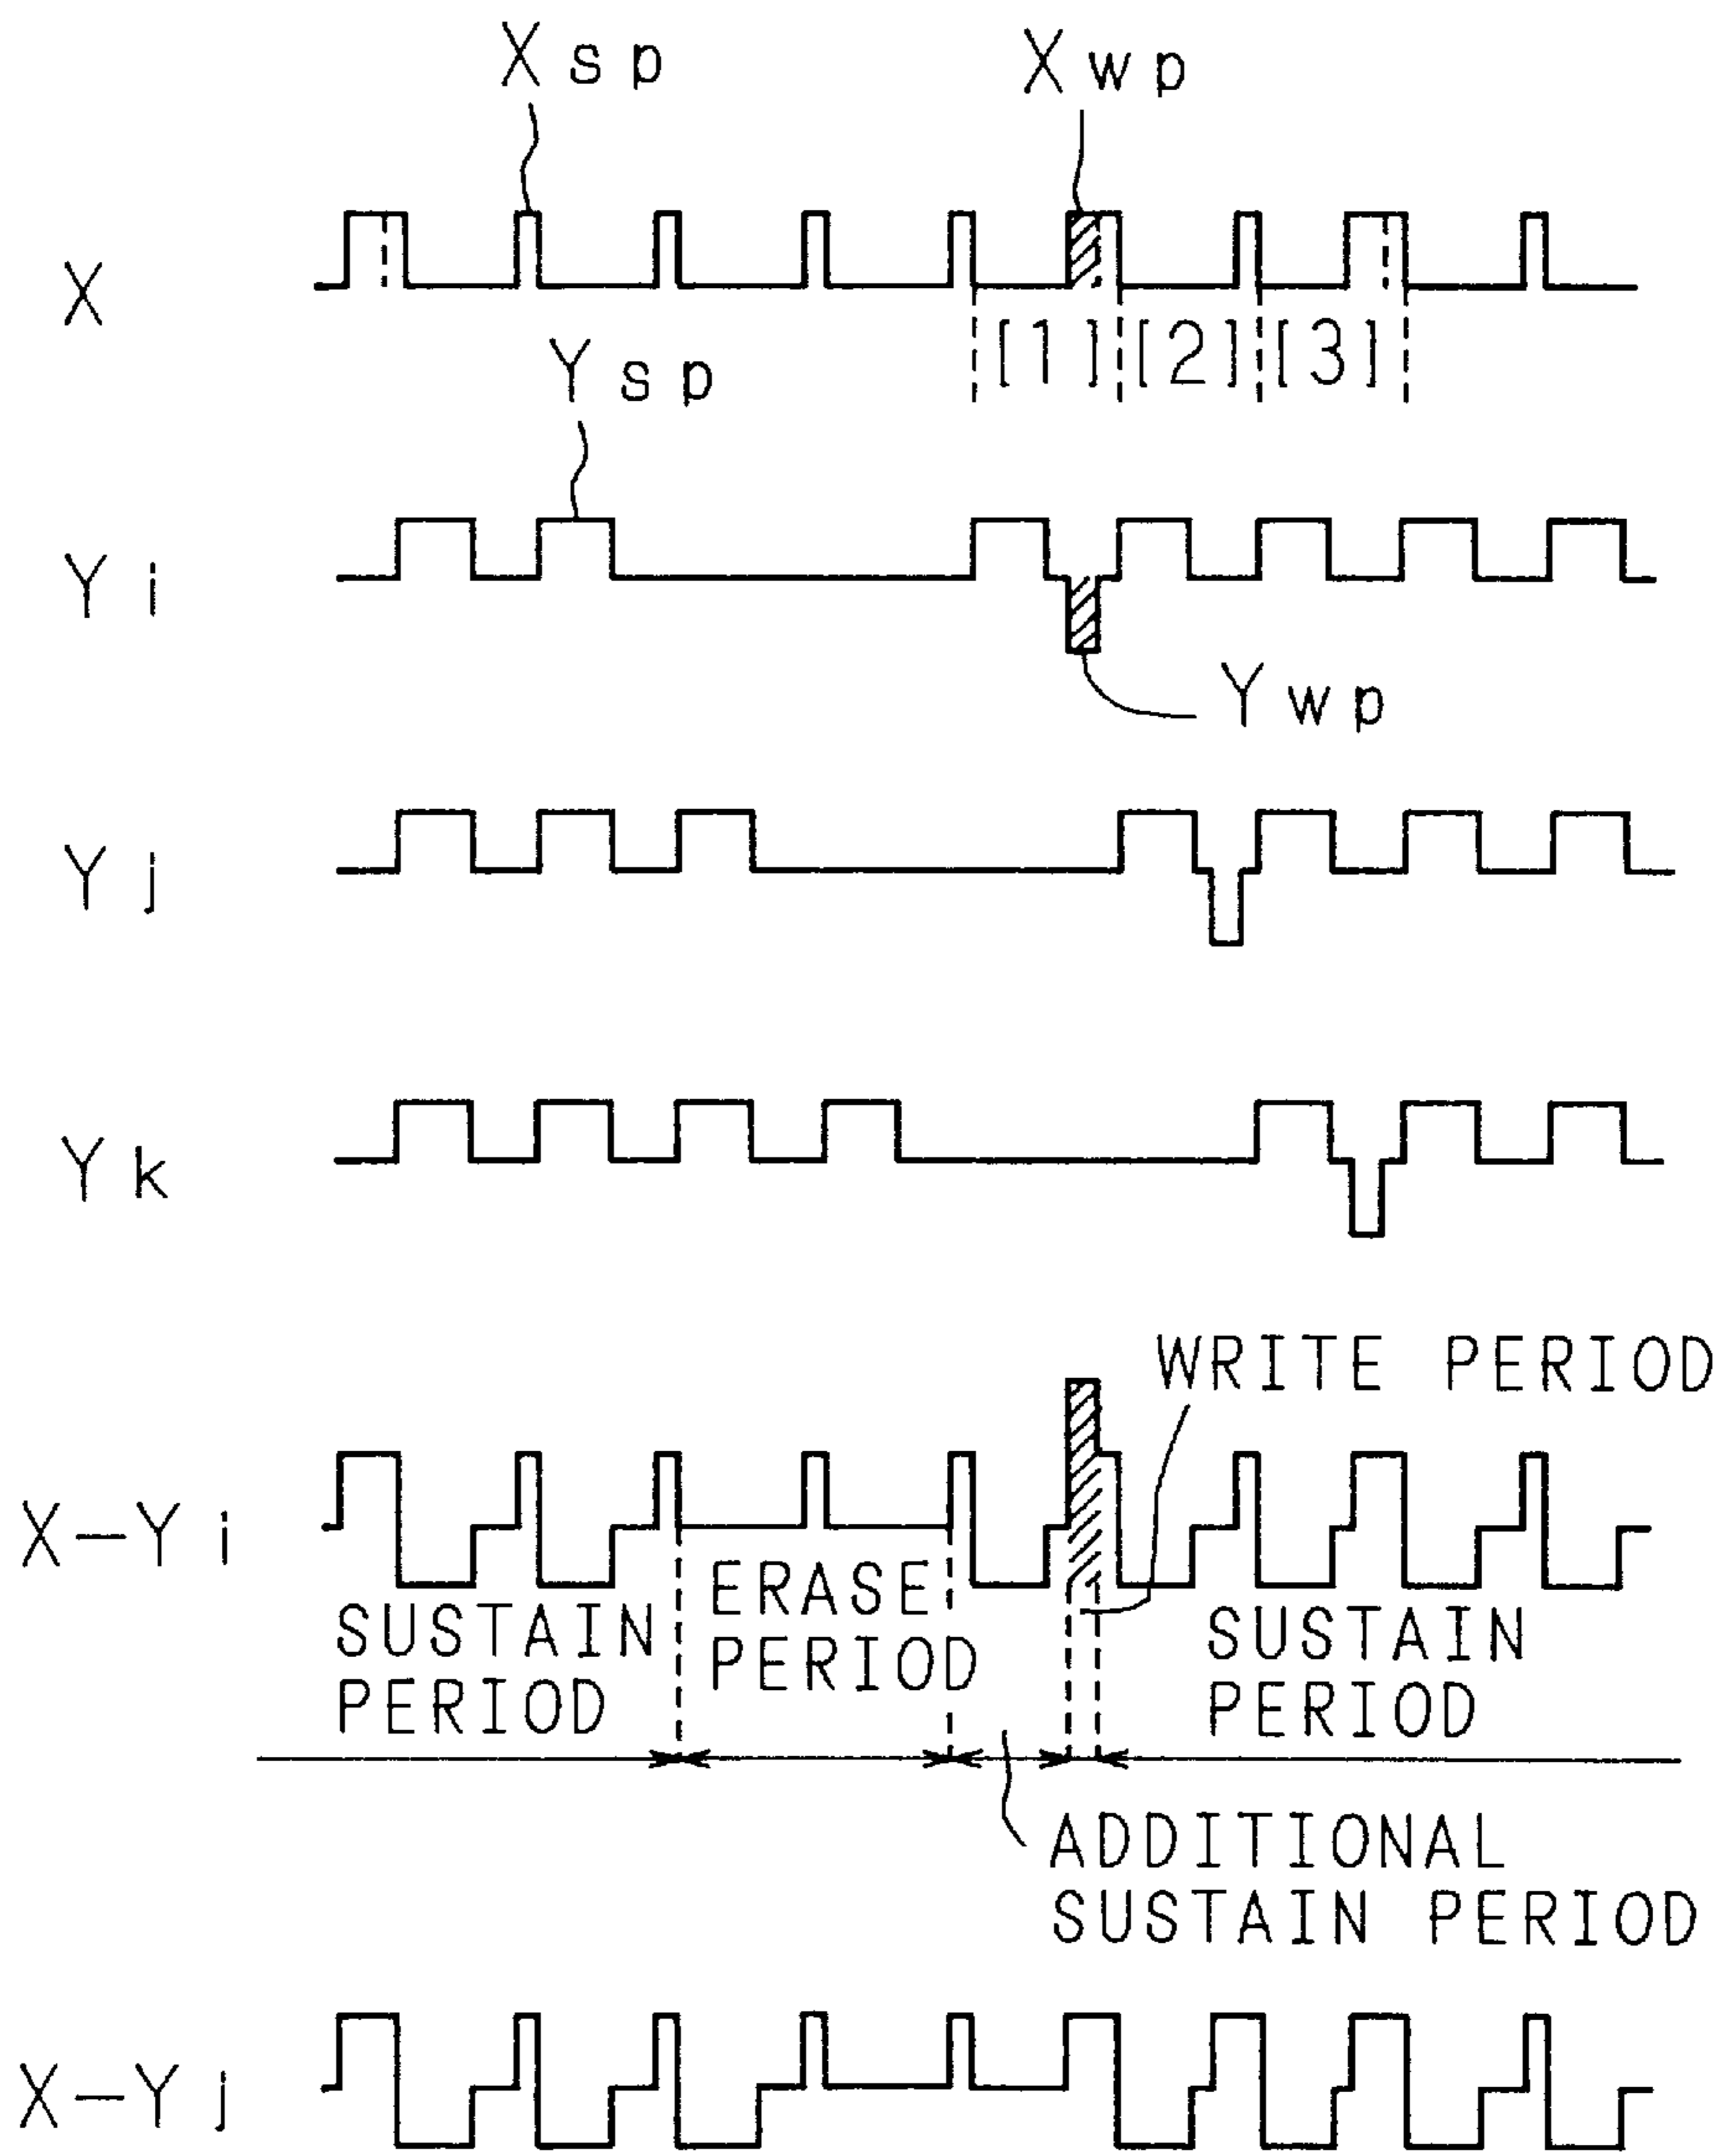 Xsp Xwp
X
[1] [2] [3]
Ysp
Yi
Ywp
Yj
Yk
WRITE PERIOD
X-Yi
ERASE
PERIOD
SUSTAIN
PERIOD
SUSTAIN
PERIOD
ADDITIONAL
SUSTAIN PERIOD
X-Yj